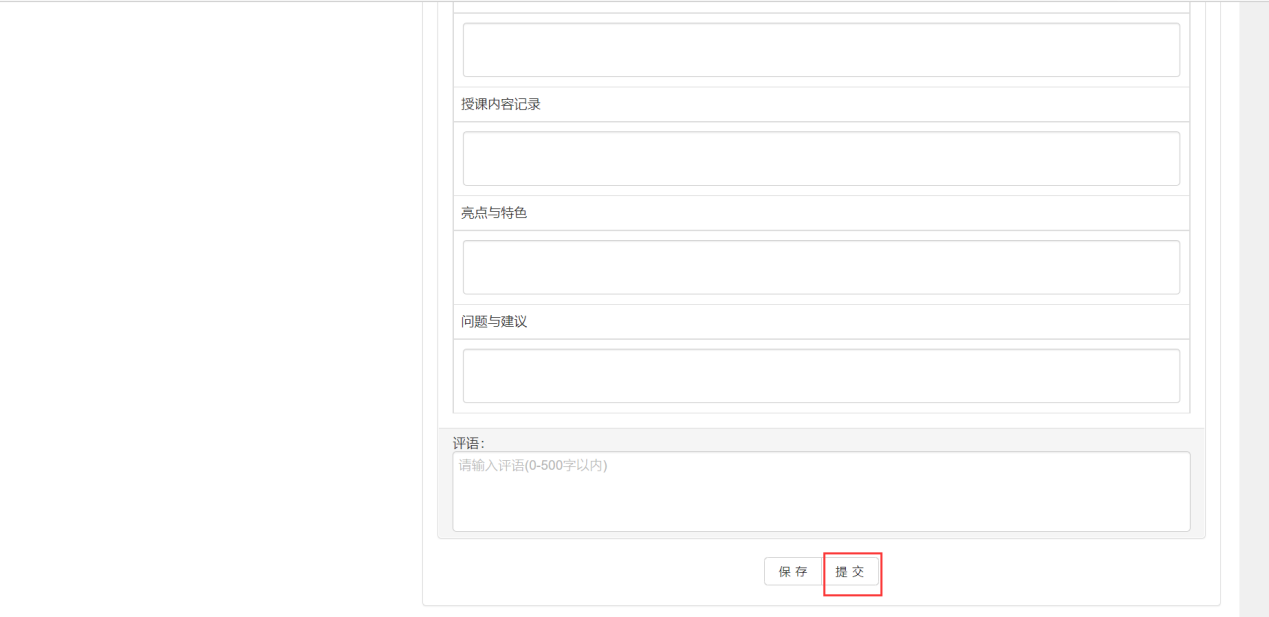 授课内容记录
亮点与特色
问题与建议
评语：
请输入评语(0-500字以内)
保 存 提 交